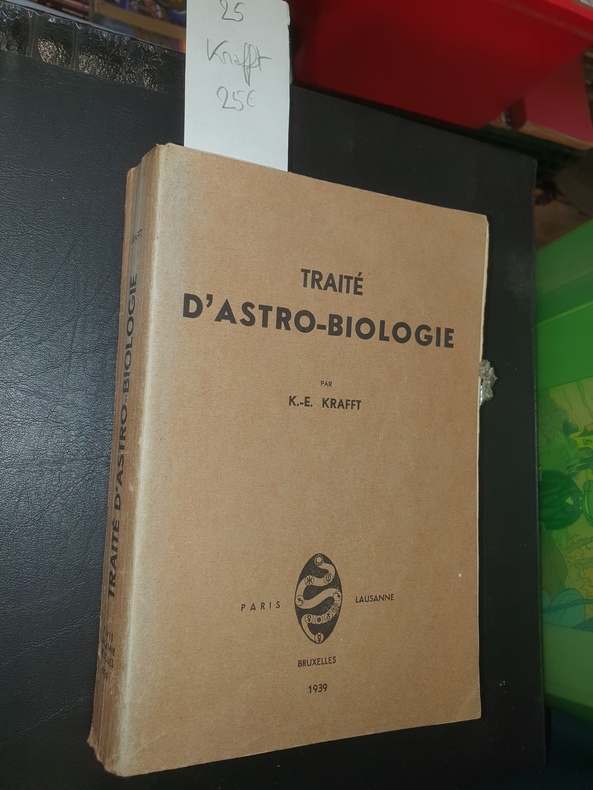 25
Krafft
25€
TRAITÉ
D'ASTRO-BIOLOGIE
PAR
K.-E. KRAFFT
PARIS
LAUSANNE
BRUXELLES
1939
TRAITÉ D'ASTRO-BIOLOGIE